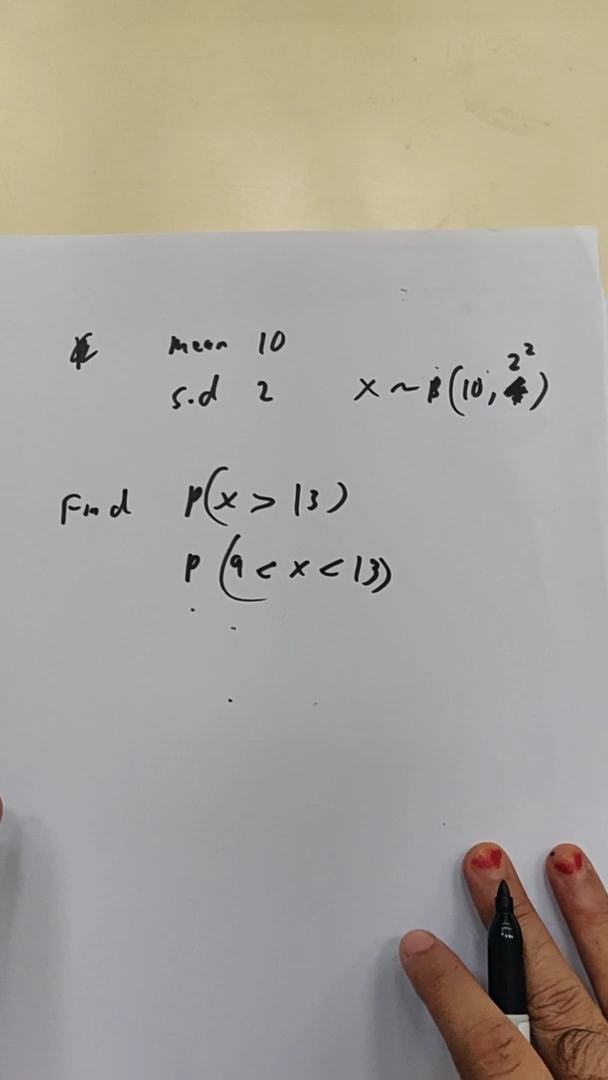 mean 10
s.d 2 X ~ B(10, 2²)
Find P(X > 13)
P(9 < X < 13)